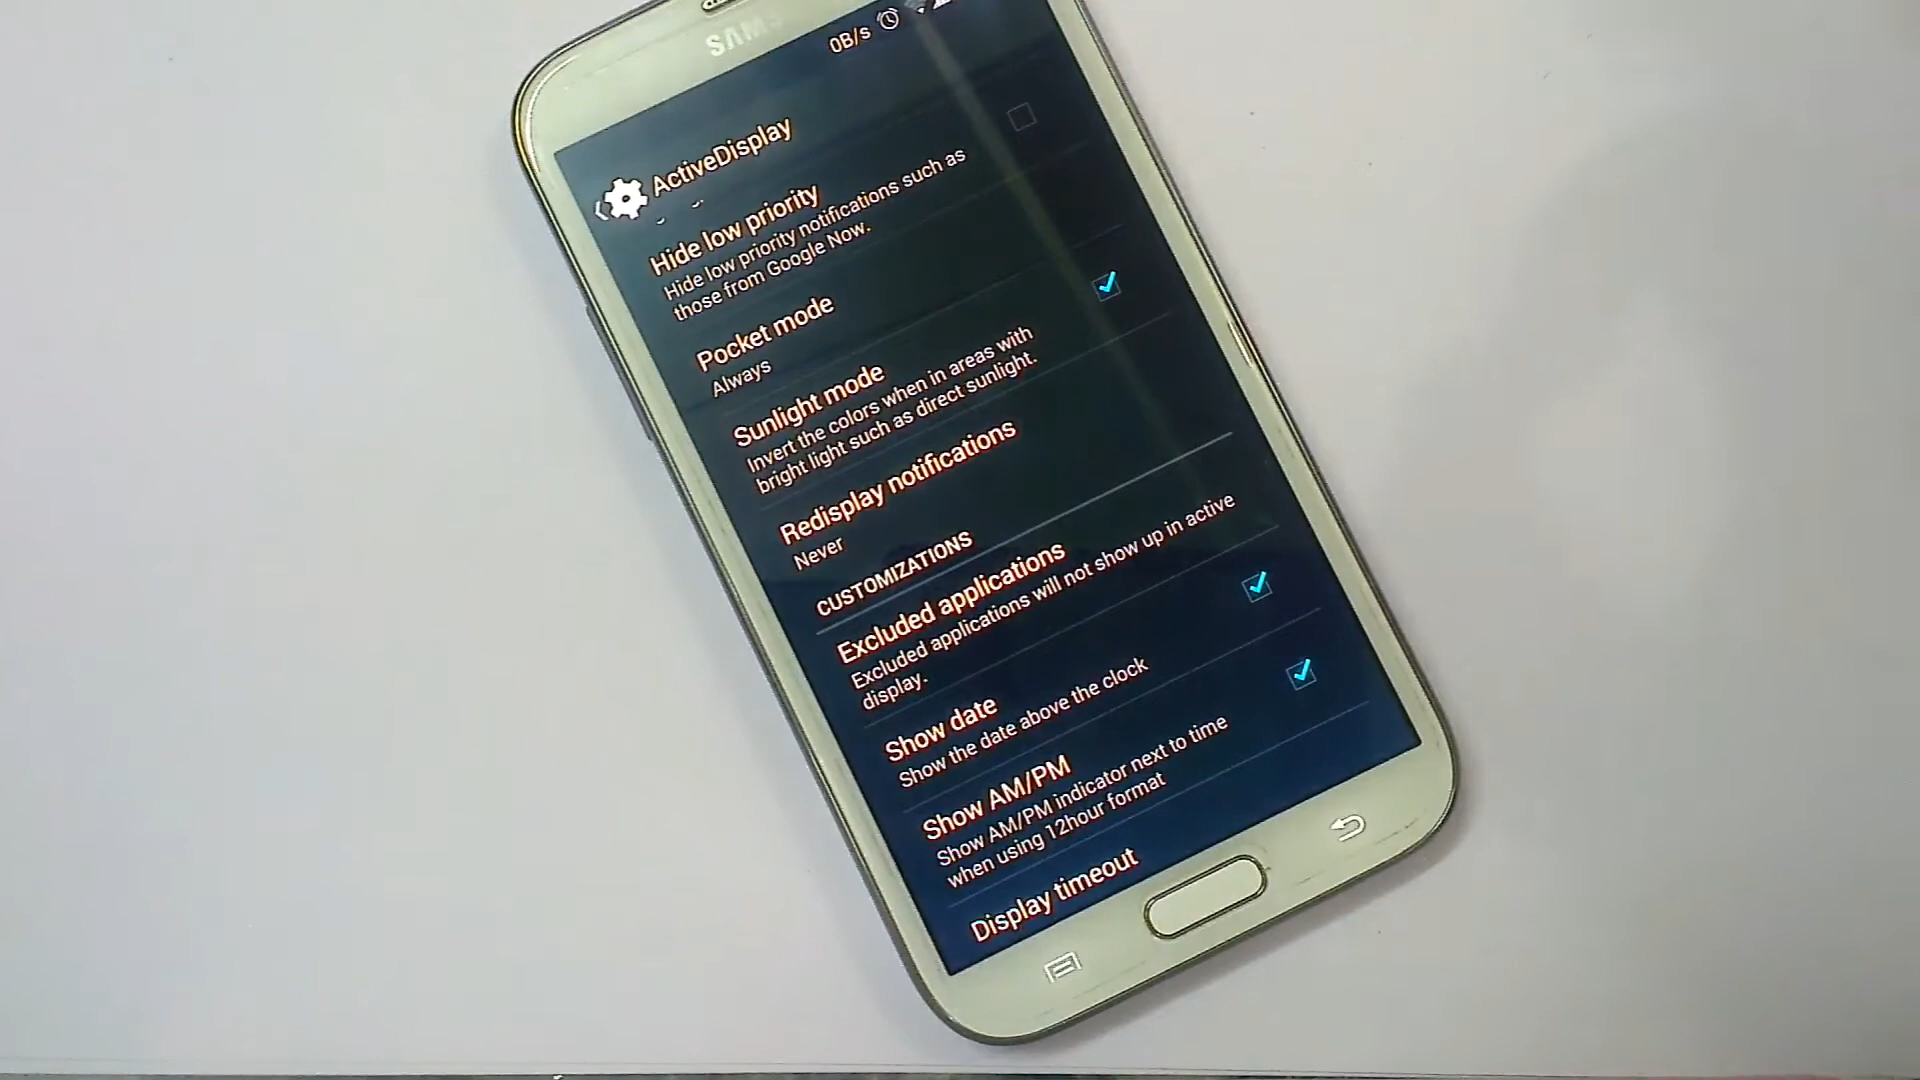 SAMS
0B/s
ActiveDisplay
Hide low priority
Hide low priority notifications such as
those from Google Now.
Pocket mode
Always
Sunlight mode
Invert the colors when in areas with
bright light such as direct sunlight.
Redisplay notifications
Never
CUSTOMIZATIONS
Excluded applications
Excluded applications will not show up in active
display.
Show date
Show the date above the clock
Show AM/PM
Show AM/PM indicator next to time
when using 12hour format
Display timeout